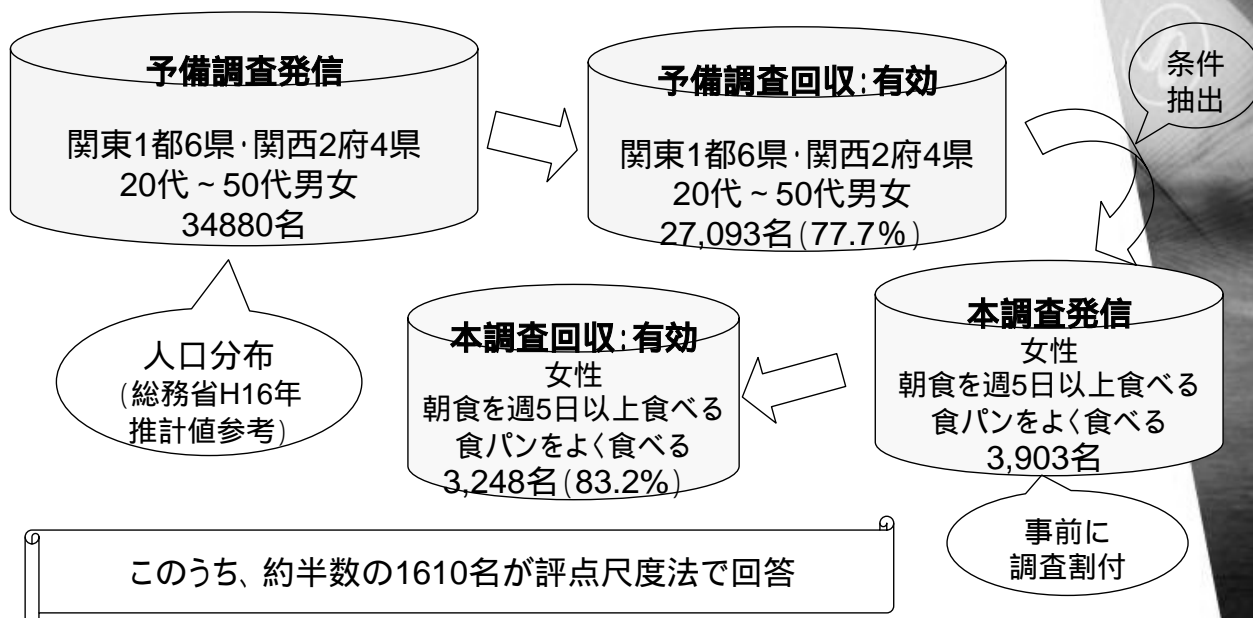 予備調査発信
関東1都6県・関西2府4県
20代～50代男女
34880名
予備調査回収:有効
関東1都6県・関西2府4県
20代～50代男女
27,093名(77.7%)
条件
抽出
人口分布
(総務省H16年
推計値参考)
本調査発信
女性
朝食を週5日以上食べる
食パンをよく食べる
3,903名
事前に
調査割付
本調査回収:有効
女性
朝食を週5日以上食べる
食パンをよく食べる
3,248名(83.2%)
このうち、約半数の1610名が評点尺度法で回答